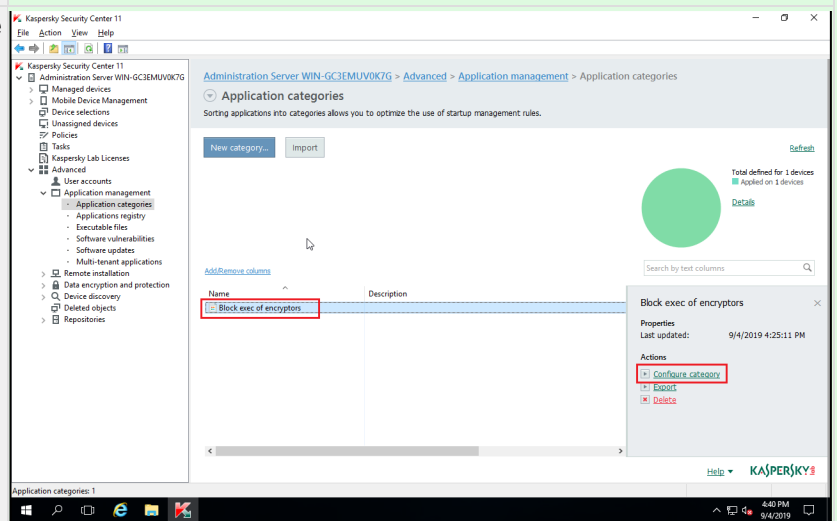 Kaspersky Security Center 11
File Action View Help
Kaspersky Security Center 11
Administration Server WIN-GC3EMUV0K7G
Managed devices
Mobile Device Management
Device selections
Unassigned devices
Policies
Tasks
Kaspersky Lab Licenses
Advanced
User accounts
Application management
Application categories
Applications registry
Executable files
Software vulnerabilities
Software updates
Multi-tenant applications
Remote installation
Data encryption and protection
Device discovery
Deleted objects
Repositories
Administration Server WIN-GC3EMUV0K7G > Advanced > Application management > Application categories
Application categories
Sorting applications into categories allows you to optimize the use of startup management rules.
New category... Import
Refresh
Total defined for 1 devices
Applied on 1 devices
Details
Add/Remove columns
Search by text columns
Name Description
Block exec of encryptors
Block exec of encryptors
Properties
Last updated: 9/4/2019 4:25:11 PM
Actions
Configure category
Export
Delete
Help KASPERSKY lab
Application categories: 1
4:40 PM
9/4/2019